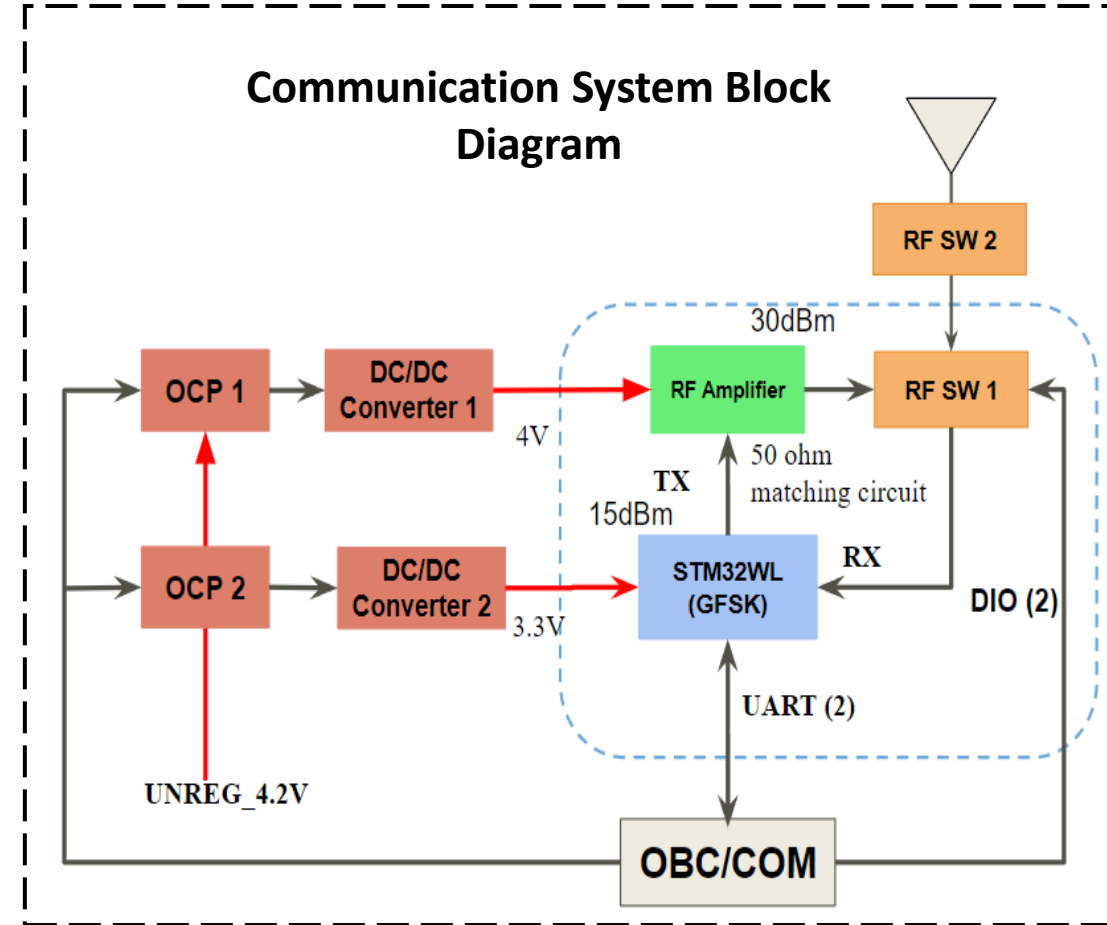 Communication System Block
Diagram
RF SW 2
30dBm
OCP 1
DC/DC
Converter 1
4V
RF Amplifier
RF SW 1
50 ohm
matching circuit
TX
15dBm
OCP 2
DC/DC
Converter 2
3.3V
STM32WL
(GFSK)
RX
DIO (2)
UART (2)
UNREG_4.2V
OBC/COM